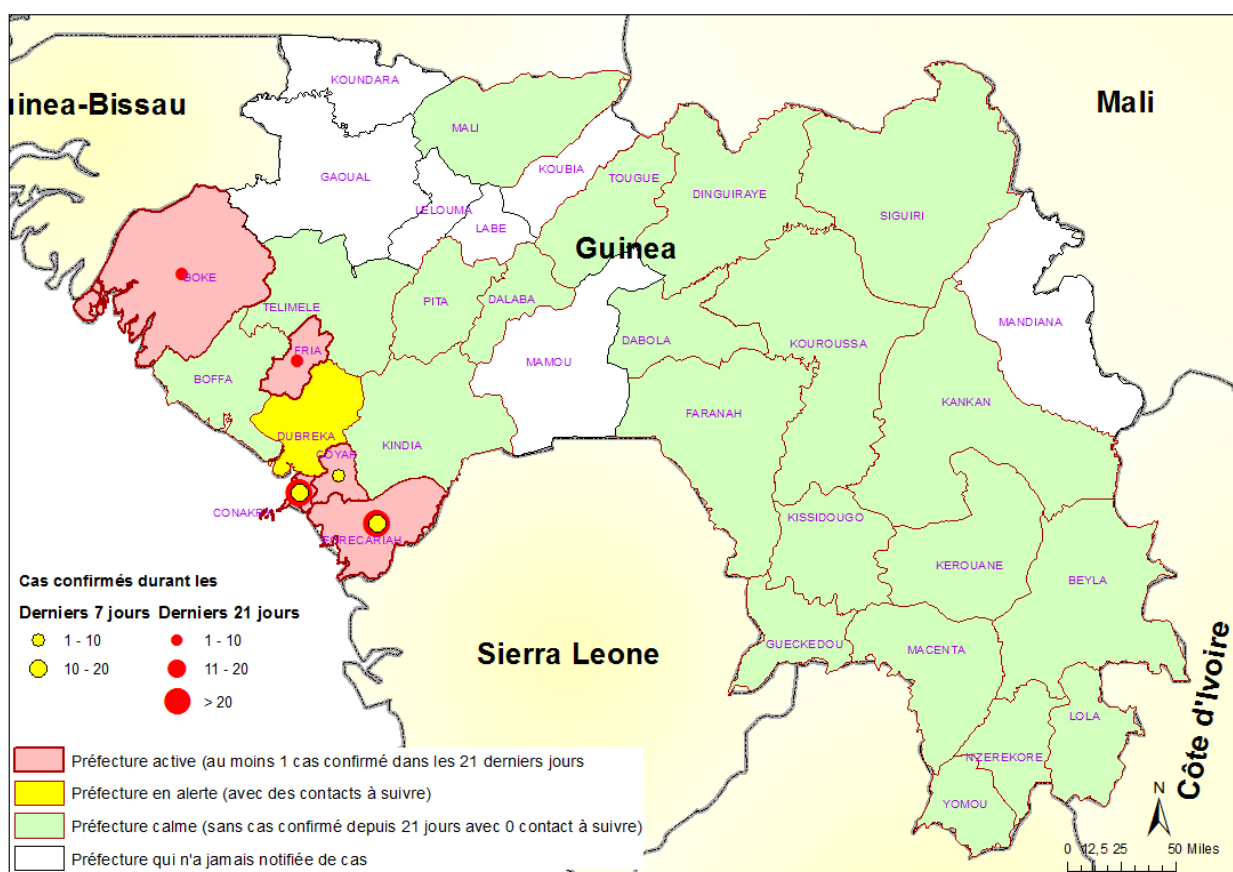 KOUNDARA
uinea-Bissau
Mali
MALI
KOUBIA
TOUGUE
GAOUAL
DINGUIRAYE
LELOUMA
SIGUIRI
LABE
Guinea
BOKE
TELIMELE
PITA
DALABA
MANDIANA
DABOLA
KOUROUSSA
FRIA
MAMOU
BOFFA
KANKAN
FARANAH
DUBREKA
KINDIA
COYAH
CONAKR
FORECARIAH
KISSIDOUGO
KEROUANE
BEYLA
GUECKEDOU
MACENTA
Sierra Leone
LOLA
NZEREKORE
YOMOU
Côte d'Ivoire
Cas confirmés durant les
Derniers 7 jours Derniers 21 jours
1 - 10 1 - 10
10 - 20 11 - 20
> 20
Préfecture active (au moins 1 cas confirmé dans les 21 derniers jours
Préfecture en alerte (avec des contacts à suivre)
Préfecture calme (sans cas confirmé depuis 21 jours avec 0 contact à suivre)
Préfecture qui n'a jamais notifiée de cas
N
0 12,5 25 50 Miles